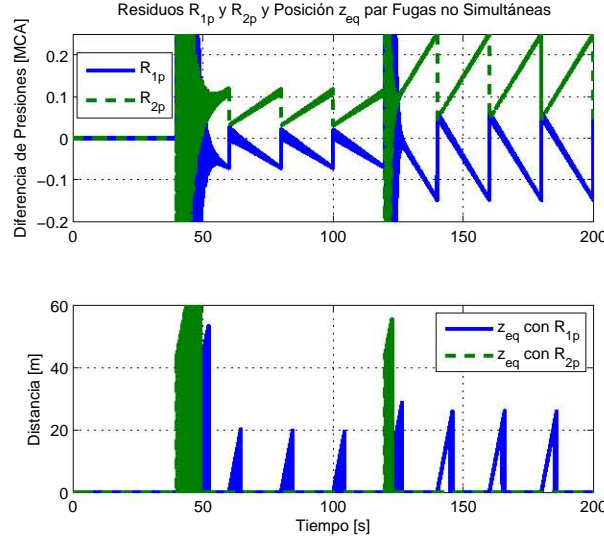 Residuos R1p y R2p y Posición zeq par Fugas no Simultáneas
Diferencia de Presiones [MCA]
0.2
0.1
0
−0.1
−0.2
R1p
R2p
0
50
100
150
200
Distancia [m]
60
40
20
0
zeq con R1p
zeq con R2p
0
50
100
150
200
Tiempo [s]